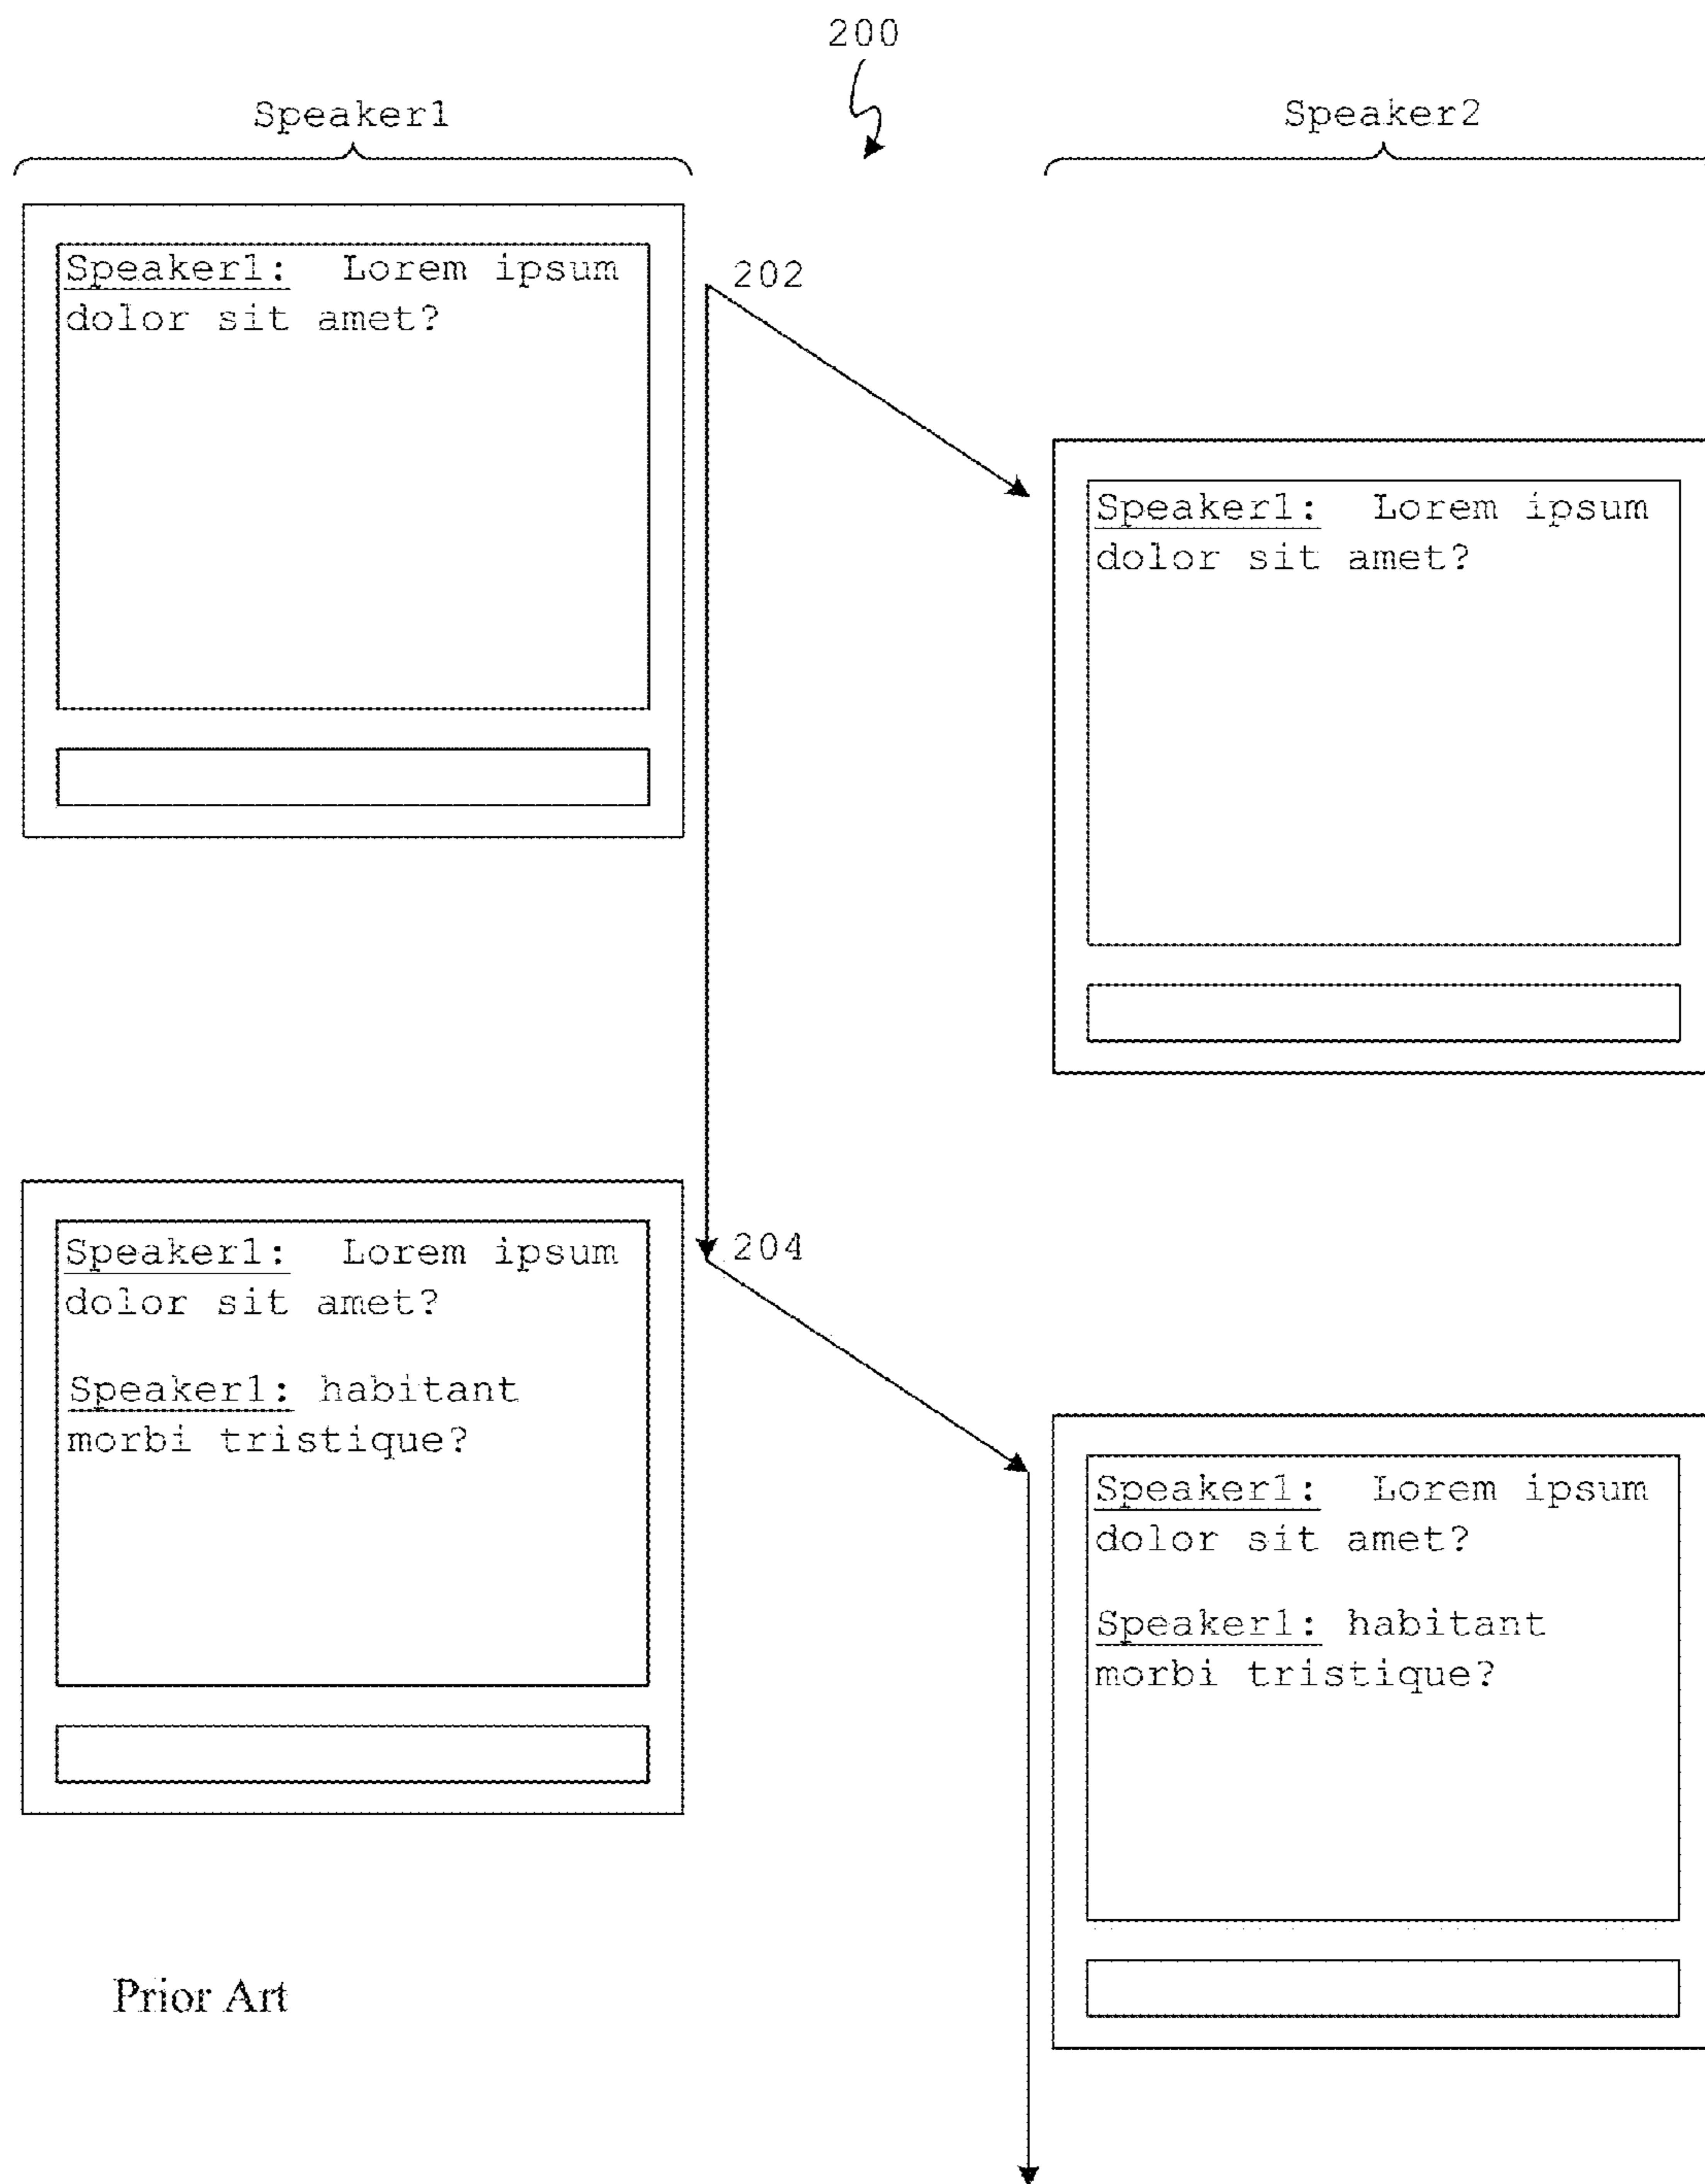 200
Speaker1
Speaker2
Speaker1:  Lorem ipsum
dolor sit amet?
202
Speaker1:  Lorem ipsum
dolor sit amet?
Speaker1:  Lorem ipsum
dolor sit amet?
Speaker1: habitant
morbi tristique?
204
Speaker1:  Lorem ipsum
dolor sit amet?
Speaker1: habitant
morbi tristique?
Prior Art